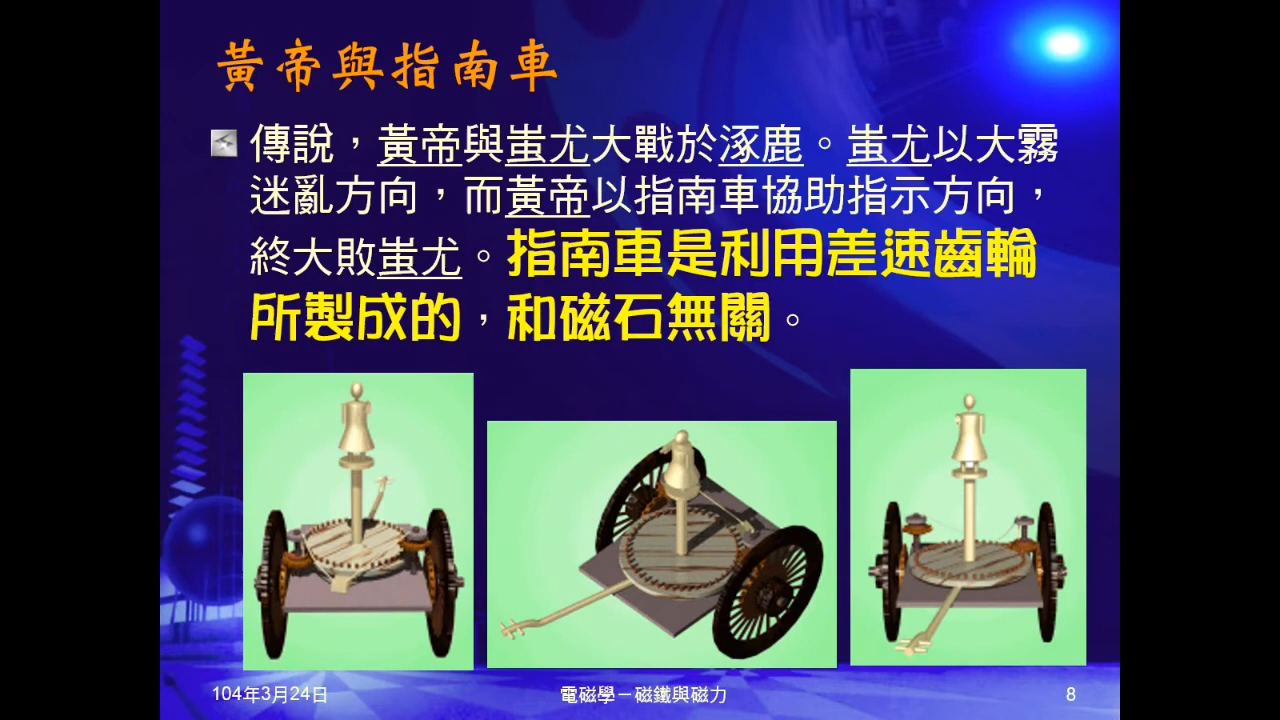 黃帝與指南車
傳說，黃帝與蚩尤大戰於涿鹿。蚩尤以大霧
迷亂方向，而黃帝以指南車協助指示方向，
終大敗蚩尤。指南車是利用差速齒輪
所製成的，和磁石無關。
104年3月24日
電磁學－磁鐵與磁力
8